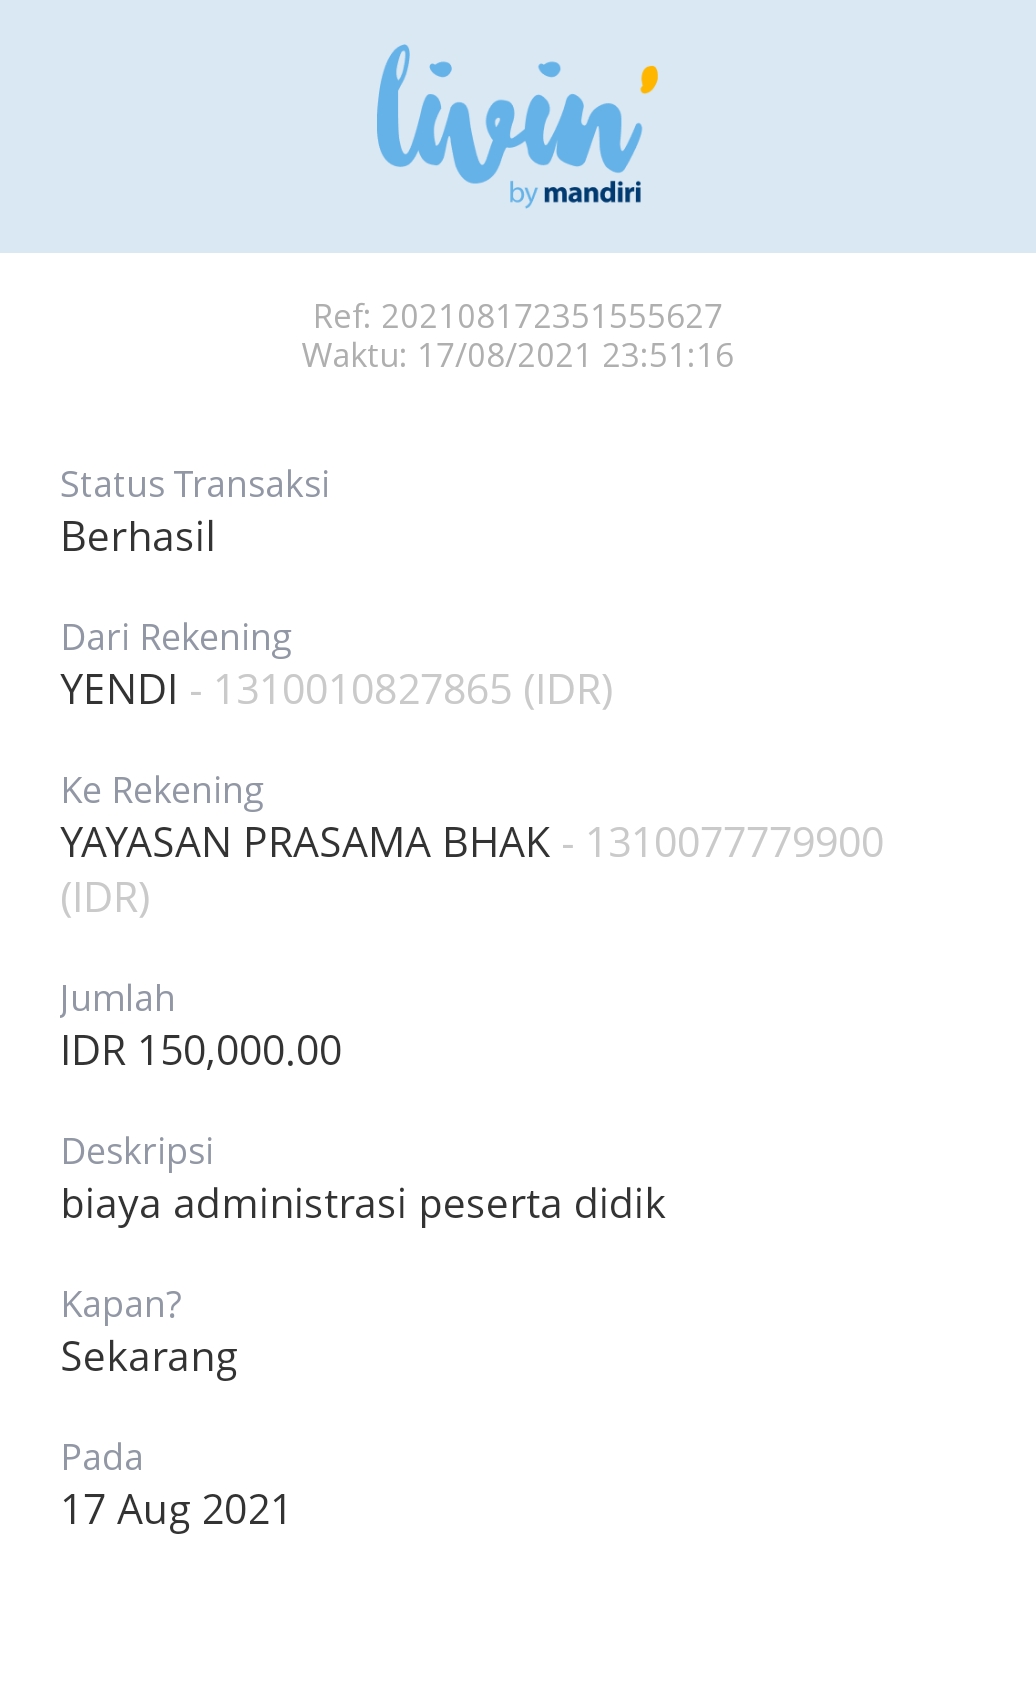 livin'
by mandiri
Ref: 202108172351555627
Waktu: 17/08/2021 23:51:16
Status Transaksi
Berhasil
Dari Rekening
YENDI - 1310010827865 (IDR)
Ke Rekening
YAYASAN PRASAMA BHAK - 1310077779900
(IDR)
Jumlah
IDR 150,000.00
Deskripsi
biaya administrasi peserta didik
Kapan?
Sekarang
Pada
17 Aug 2021